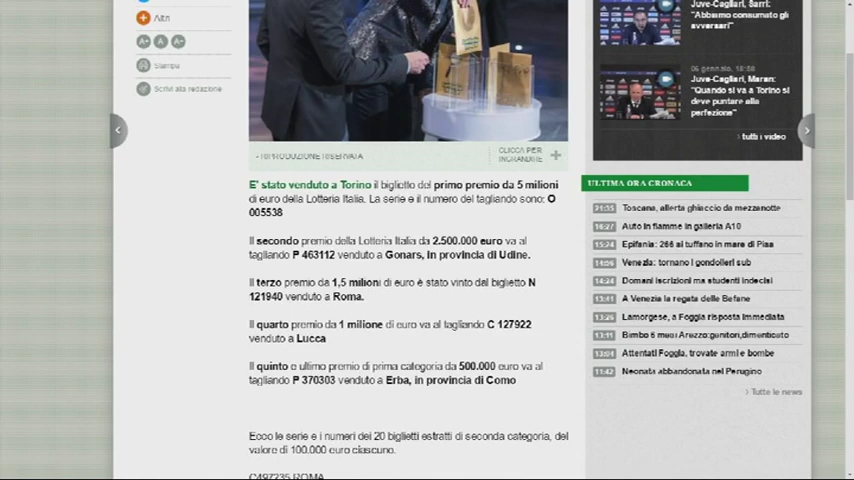 Altri
A+ A A-
Stampa
Scrivi alla redazione
- RIPRODUZIONE RISERVATA
CLICCA PER
INGRANDIRE
E' stato venduto a Torino il biglietto del primo premio da 5 milioni
di euro della Lotteria Italia. La serie e il numero del tagliando sono: O
005538
Il secondo premio della Lotteria Italia da 2.500.000 euro va al
tagliando P 463112 venduto a Gonars, in provincia di Udine.
Il terzo premio da 1,5 milioni di euro è stato vinto dal biglietto N
121940 venduto a Roma.
Il quarto premio da 1 milione di euro va al tagliando C 127922
venduto a Lucca
Il quinto e ultimo premio di prima categoria da 500.000 euro va al
tagliando P 370303 venduto a Erba, in provincia di Como
Ecco le serie e i numeri dei 20 biglietti estratti di seconda categoria, del
valore di 100.000 euro ciascuno.
C497235 ROMA
Juve-Cagliari, Sarri:
"Abbiamo consumato gli
avversari"
06 gennaio, 18:58
Juve-Cagliari, Maran:
"Quando si va a Torino si
deve puntare alla
perfezione"
› tutti i video
ULTIMA ORA CRONACA
21:35 Toscana, allerta ghiaccio da mezzanotte
16:27 Auto in fiamme in galleria A10
15:24 Epifania: 266 si tuffano in mare di Pisa
14:56 Venezia: tornano i gondolieri sub
14:24 Domani iscrizioni ma studenti indecisi
13:41 A Venezia la regata delle Befane
13:26 Lamorgese, a Foggia risposta immediata
13:11 Bimbo 6 mesi Arezzo:genitori,dimenticato
13:04 Attentati Foggia, trovate armi e bombe
11:42 Neonata abbandonata nel Perugino
› Tutte le news